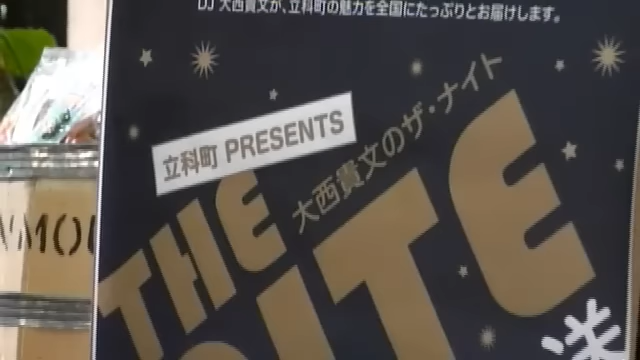 DJ 大西貴文が、立科町の魅力を全国にたっぷりとお届けします。
立科町 PRESENTS
大西貴文のザ・ナイト
THE
NITE